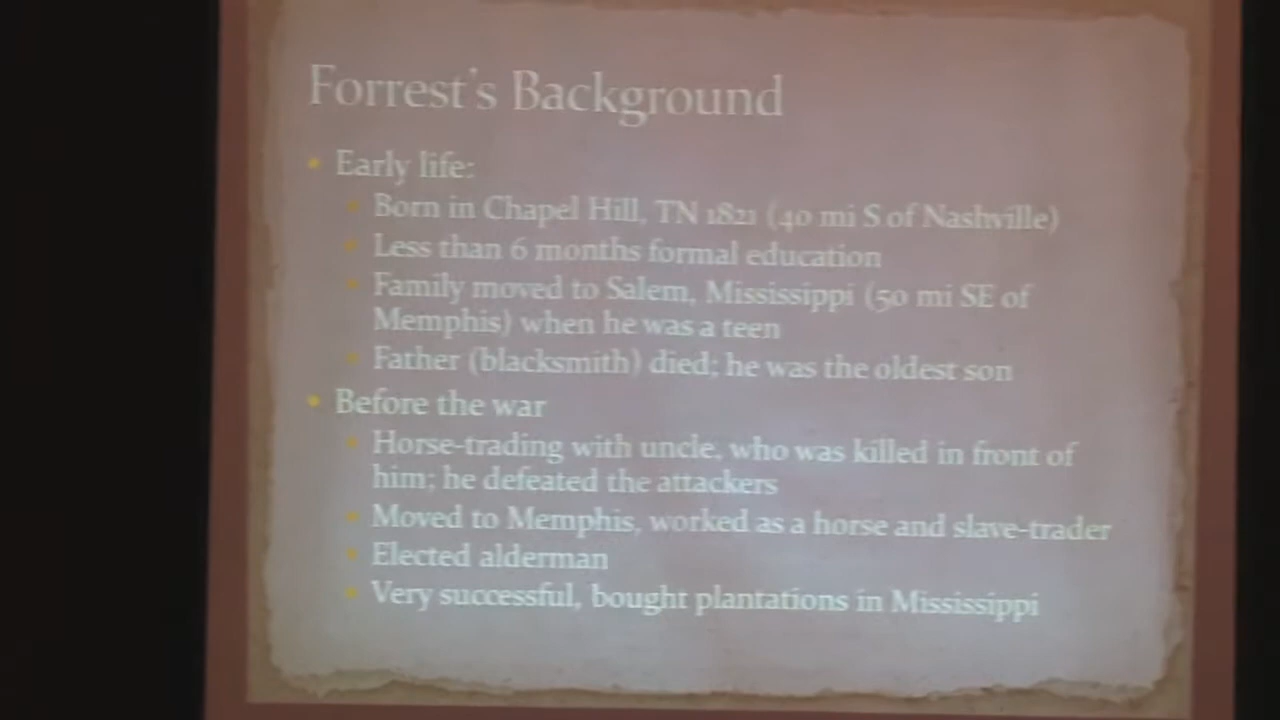 Forrest's Background
• Early life:
• Born in Chapel Hill, TN 1821 (40 mi S of Nashville)
• Less than 6 months formal education
• Family moved to Salem, Mississippi (50 mi SE of
Memphis) when he was a teen
• Father (blacksmith) died; he was the oldest son
• Before the war
• Horse-trading with uncle, who was killed in front of
him; he defeated the attackers
• Moved to Memphis, worked as a horse and slave-trader
• Elected alderman
• Very successful, bought plantations in Mississippi